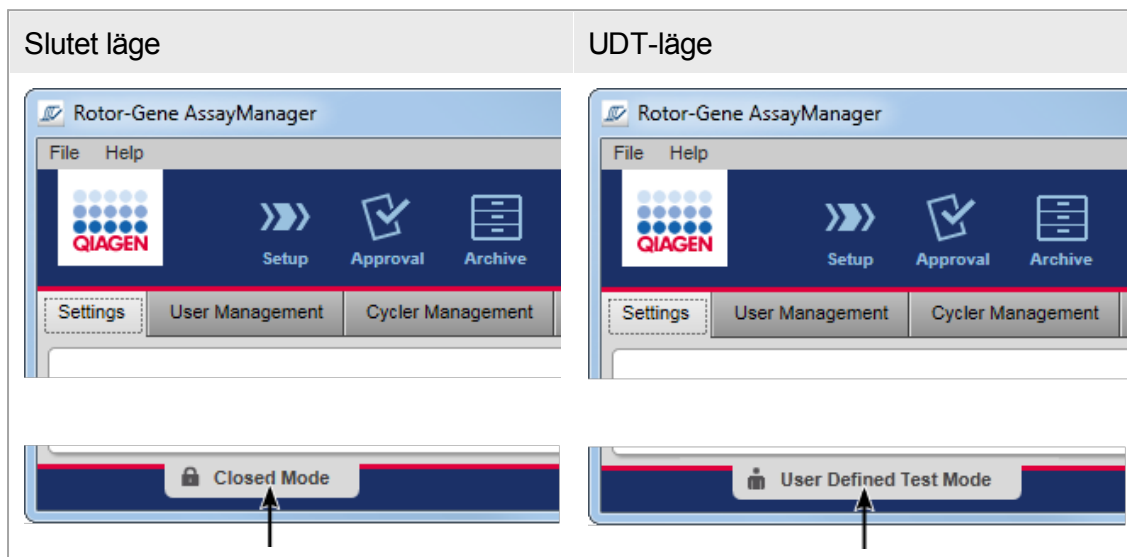 Slutet läge
UDT-läge
Rotor-Gene AssayManager
File Help
QIAGEN
Setup Approval Archive
Settings User Management Cycler Management
Closed Mode
Rotor-Gene AssayManager
File Help
QIAGEN
Setup Approval Archive
Settings User Management Cycler Management
User Defined Test Mode